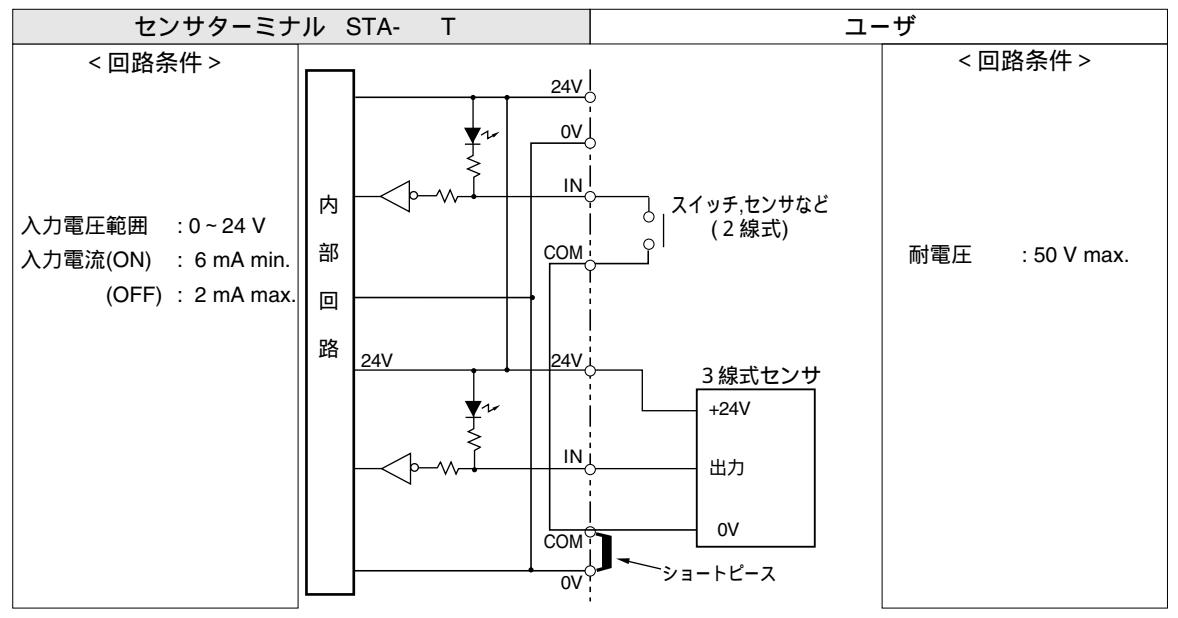 センサターミナル STA- T
ユーザ
<回路条件>
<回路条件>
入力電圧範囲 : 0~24 V
入力電流(ON) : 6 mA min.
(OFF) : 2 mA max.
内部回路
24V
0V
IN
COM
スイッチ,センサなど
(2線式)
耐電圧 : 50 V max.
24V
24V
3線式センサ
+24V
IN
出力
0V
COM
0V
ショートピース